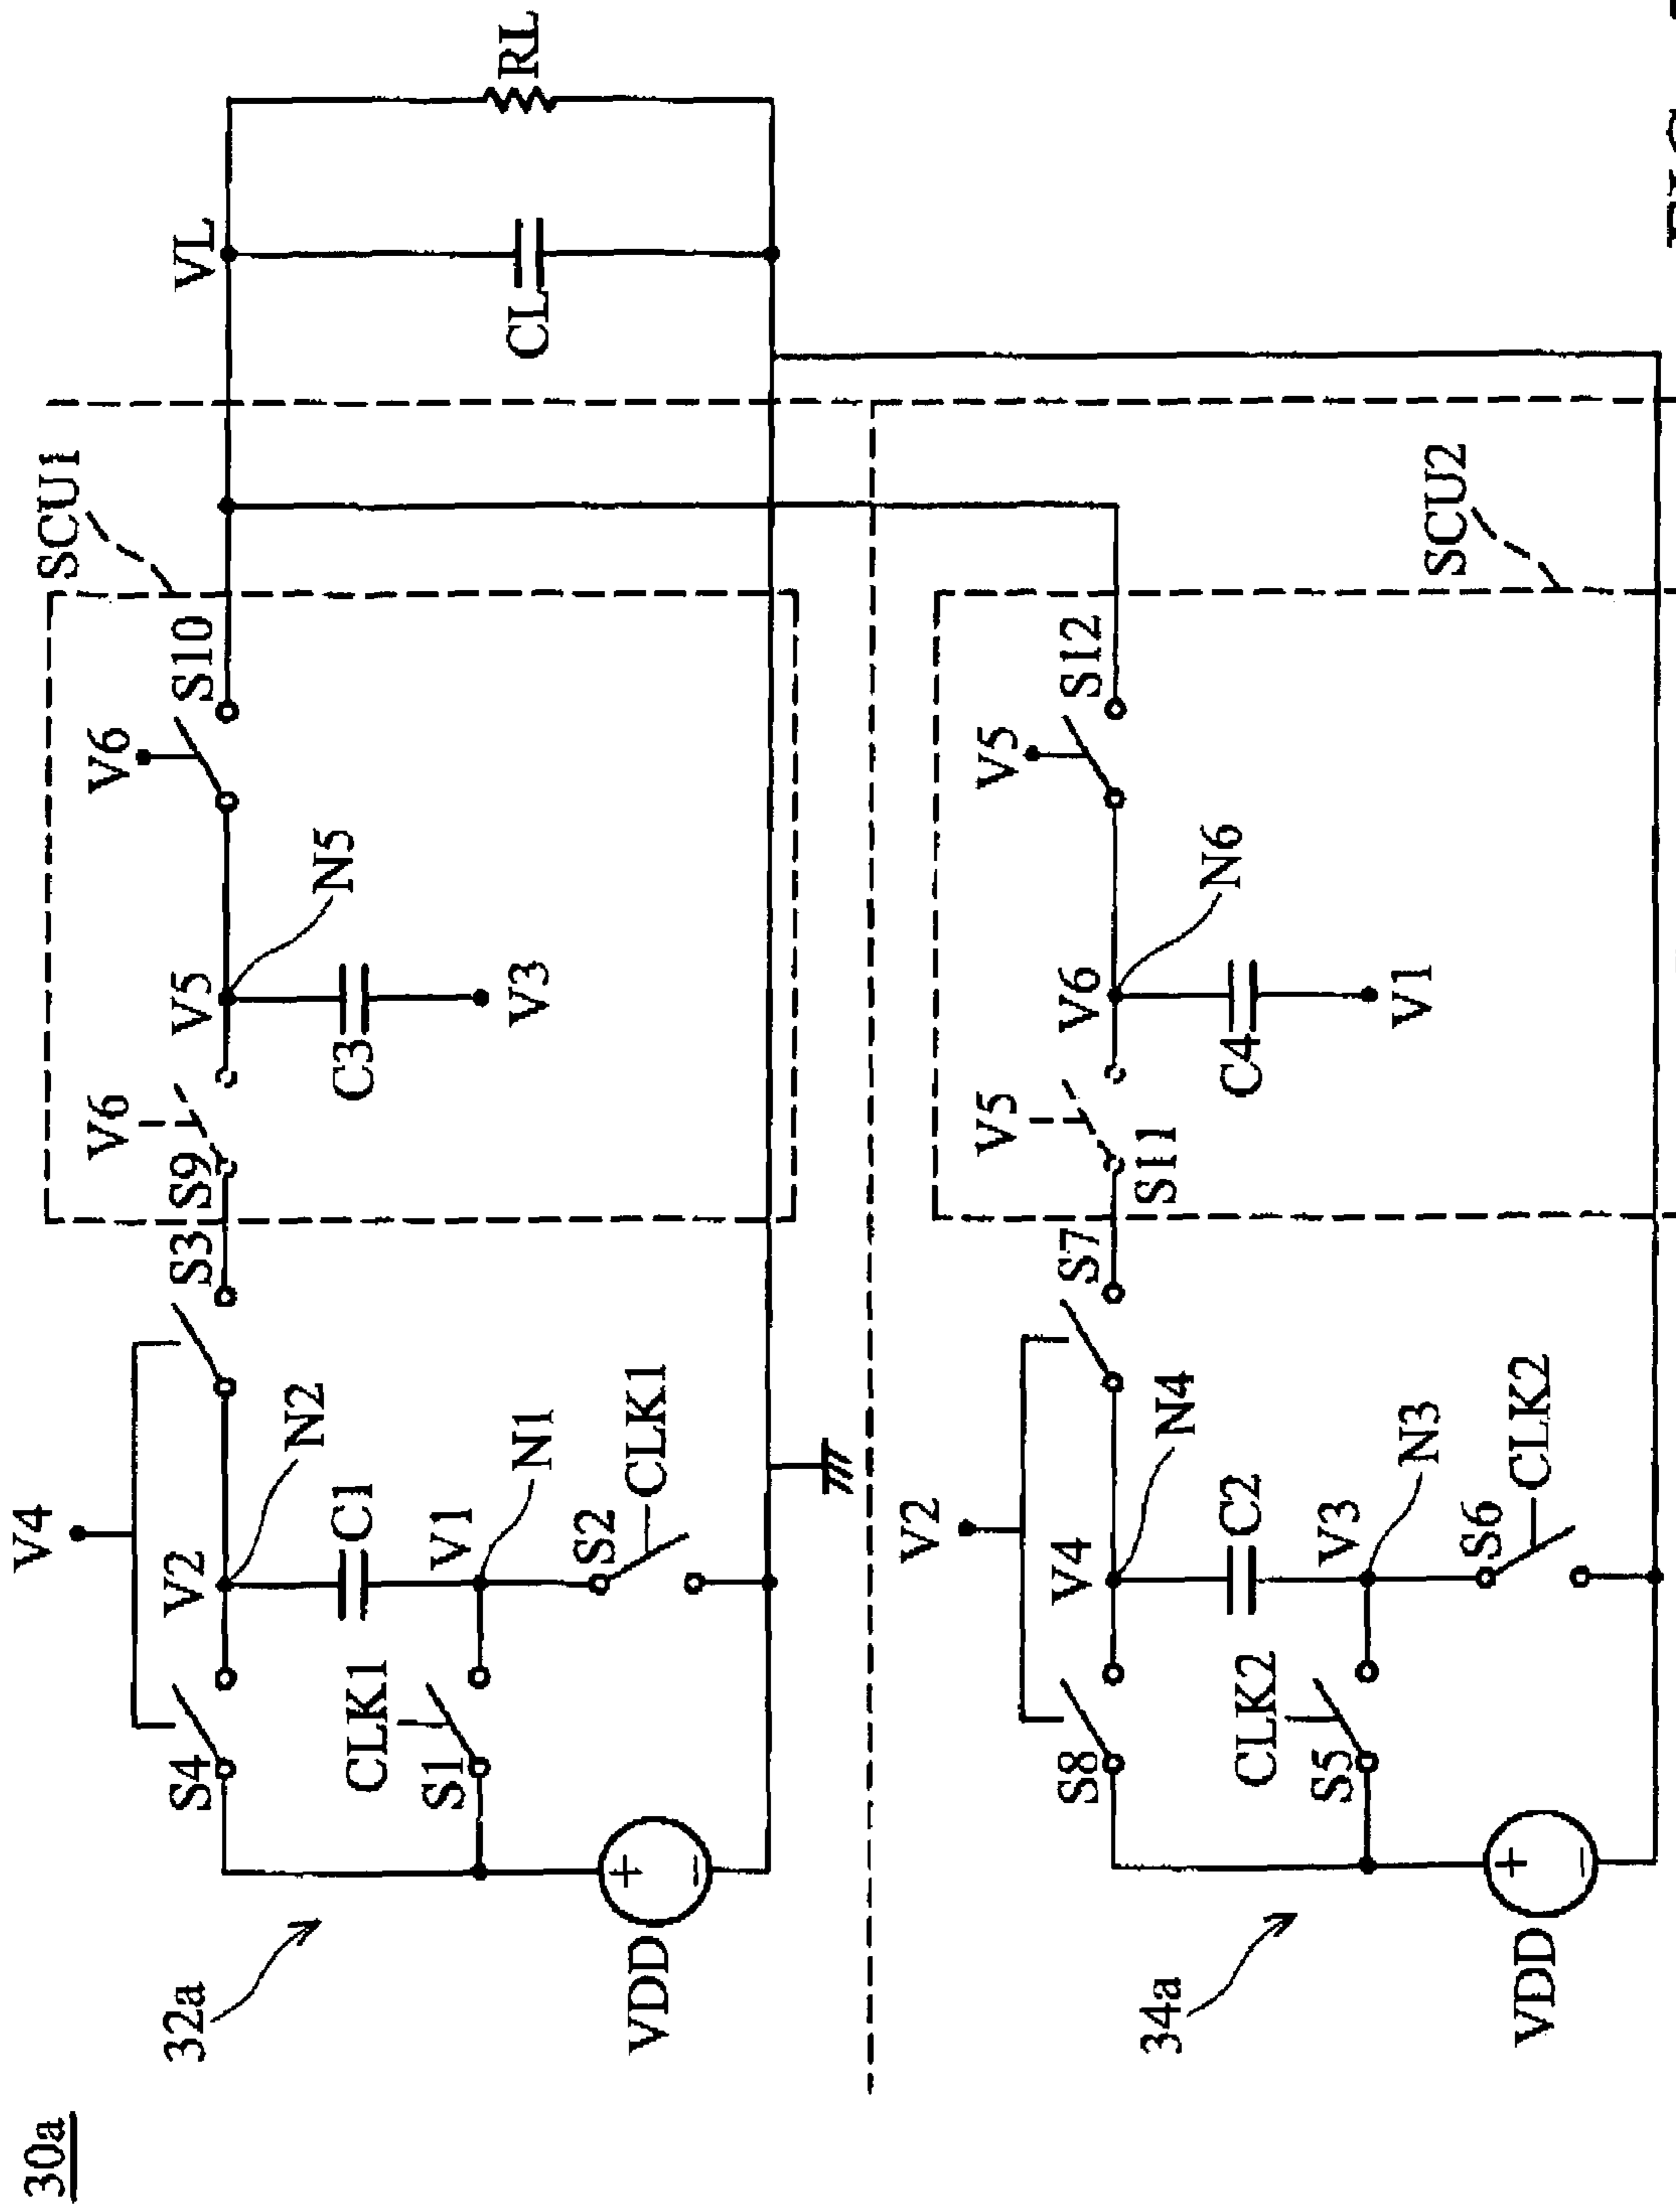 30a
V4
SCU1
V6
V6
32a
S4
V2
S3
S9
V5
S10
VL
N2
N5
CLK1
C1
C3
S1
V1
N1
V3
CL
RL
S2
VDD
CLK1
V2
V5
V5
34a
S8
V4
S7
S11
V6
S12
N4
N6
CLK2
C2
C4
S5
V3
N3
V1
SCU2
S6
VDD
CLK2